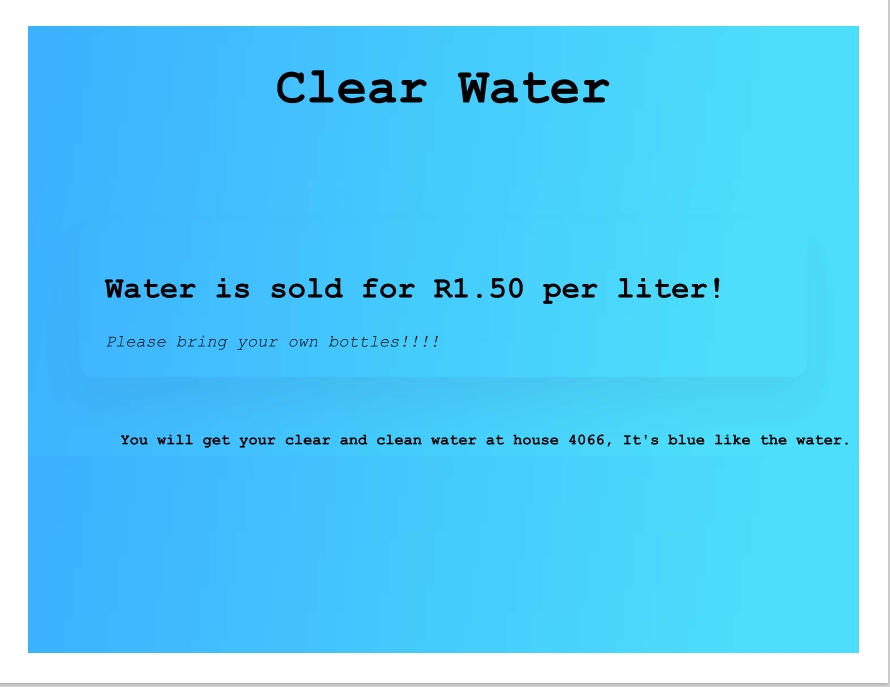 Clear Water
Water is sold for R1.50 per liter!
Please bring your own bottles!!!!
You will get your clear and clean water at house 4066, It's blue like the water.